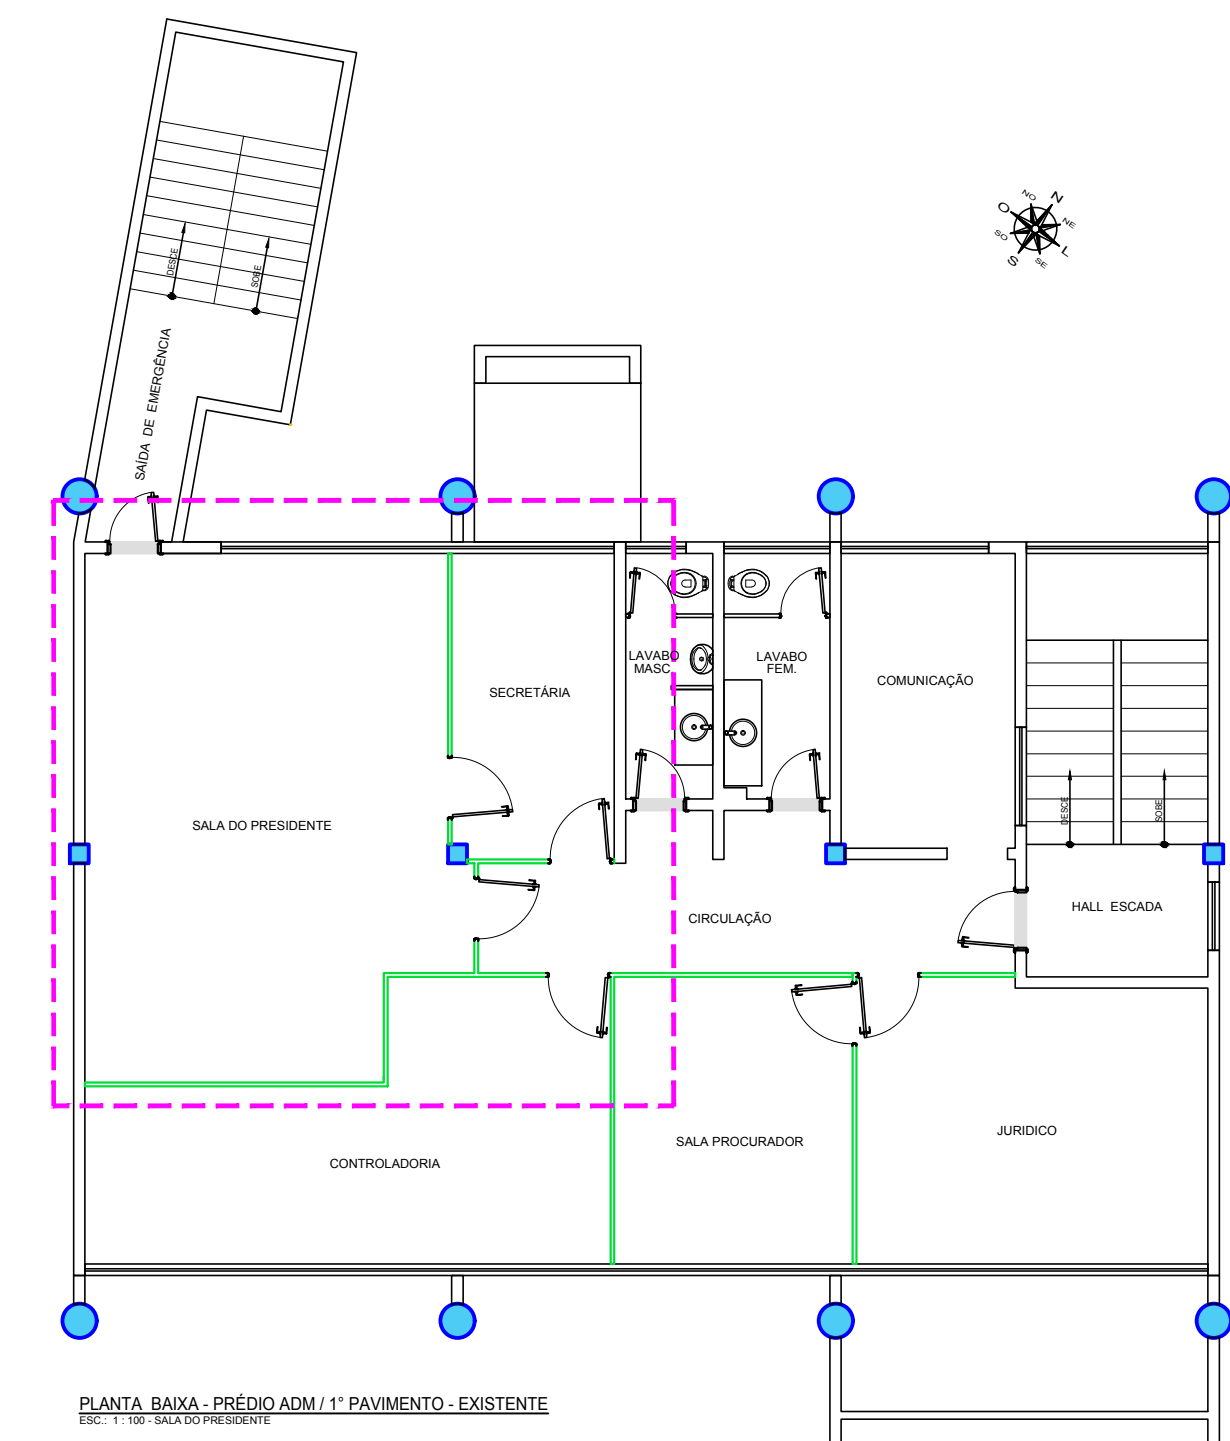 NO
N
O
NE
SO
L
S
SE
DESCE
SOBE
SAÍDA DE EMERGÊNCIA
LAVABO
MASC.
LAVABO
FEM.
COMUNICAÇÃO
SECRETÁRIA
DESCE
SOBE
SALA DO PRESIDENTE
HALL ESCADA
CIRCULAÇÃO
JURIDICO
SALA PROCURADOR
CONTROLADORIA
PLANTA BAIXA - PRÉDIO ADM / 1° PAVIMENTO - EXISTENTE
ESC.: 1 : 100 - SALA DO PRESIDENTE